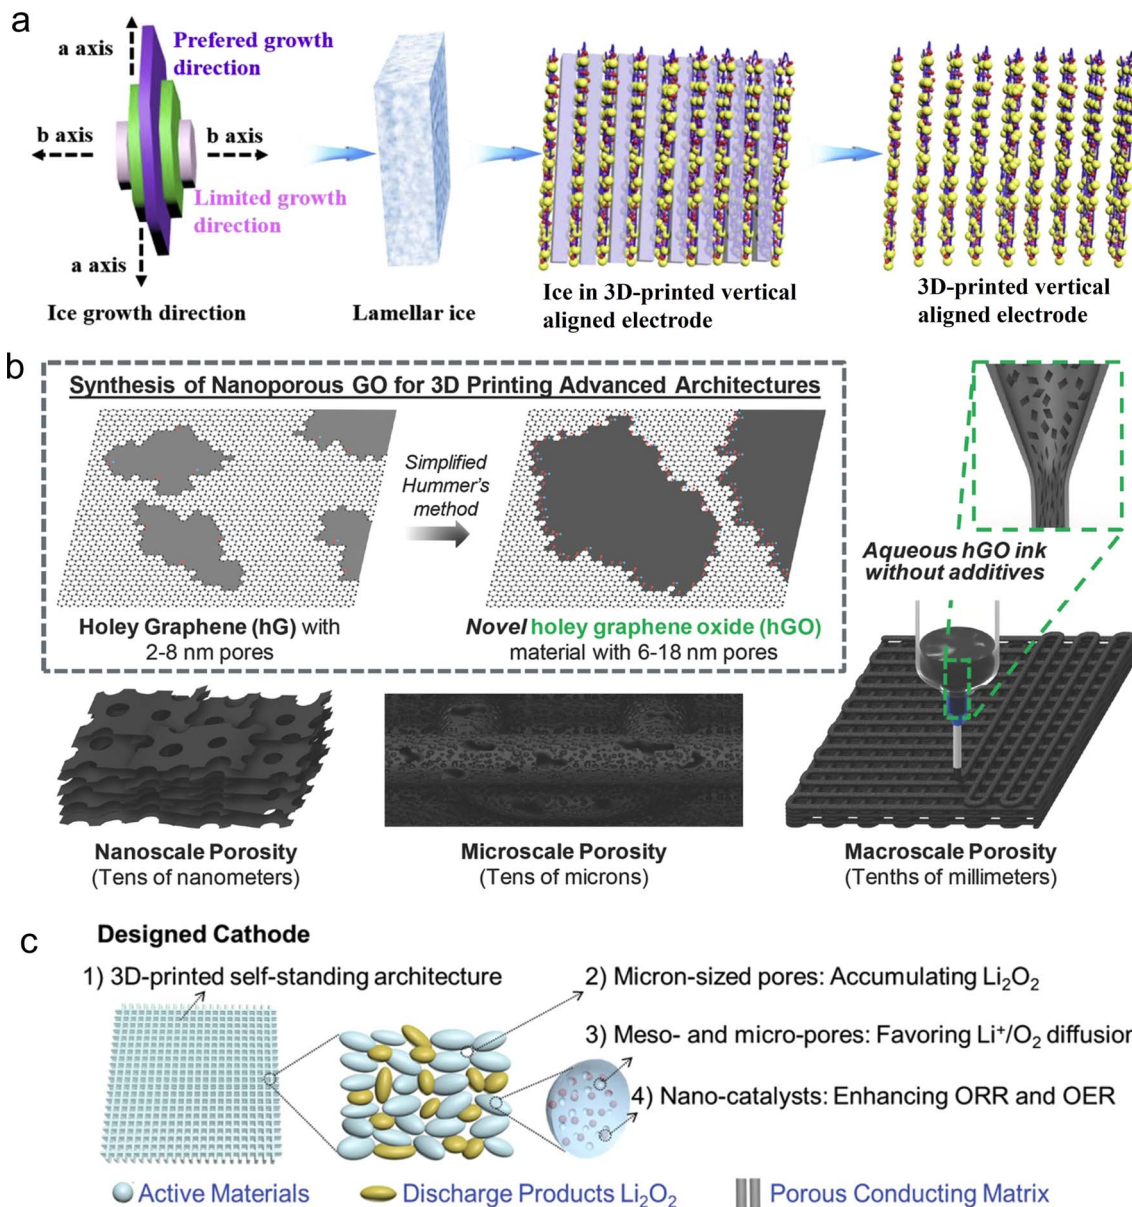 a
a axis
Prefered growth
direction
b axis
b axis
Limited growth
direction
a axis
Ice growth direction
Lamellar ice
Ice in 3D-printed vertical
aligned electrode
3D-printed vertical
aligned electrode
b
Synthesis of Nanoporous GO for 3D Printing Advanced Architectures
Simplified
Hummer's
method
Holey Graphene (hG) with
2-8 nm pores
Novel holey graphene oxide (hGO)
material with 6-18 nm pores
Aqueous hGO ink
without additives
Nanoscale Porosity
(Tens of nanometers)
Microscale Porosity
(Tens of microns)
Macroscale Porosity
(Tenths of millimeters)
c
Designed Cathode
1) 3D-printed self-standing architecture
2) Micron-sized pores: Accumulating Li₂O₂
3) Meso- and micro-pores: Favoring Li⁺/O₂ diffusion
4) Nano-catalysts: Enhancing ORR and OER
Active Materials
Discharge Products Li₂O₂
Porous Conducting Matrix